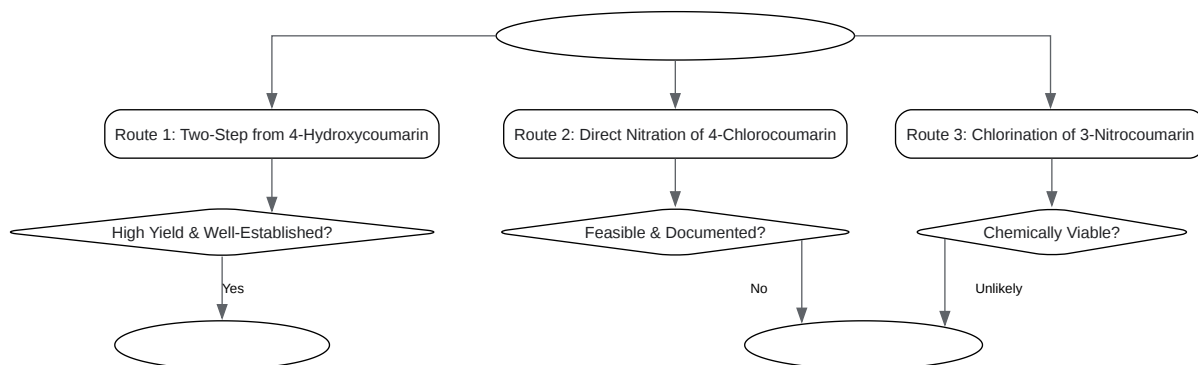 Route 1: Two-Step from 4-Hydroxycoumarin
Route 2: Direct Nitration of 4-Chlorocoumarin
Route 3: Chlorination of 3-Nitrocoumarin
High Yield & Well-Established?
Feasible & Documented?
Chemically Viable?
Yes
No
Unlikely